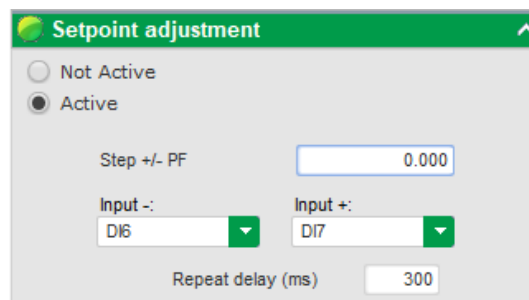 Setpoint adjustment
Not Active
Active
Step +/- PF 0.000
Input -: Input +:
DI6 DI7
Repeat delay (ms) 300